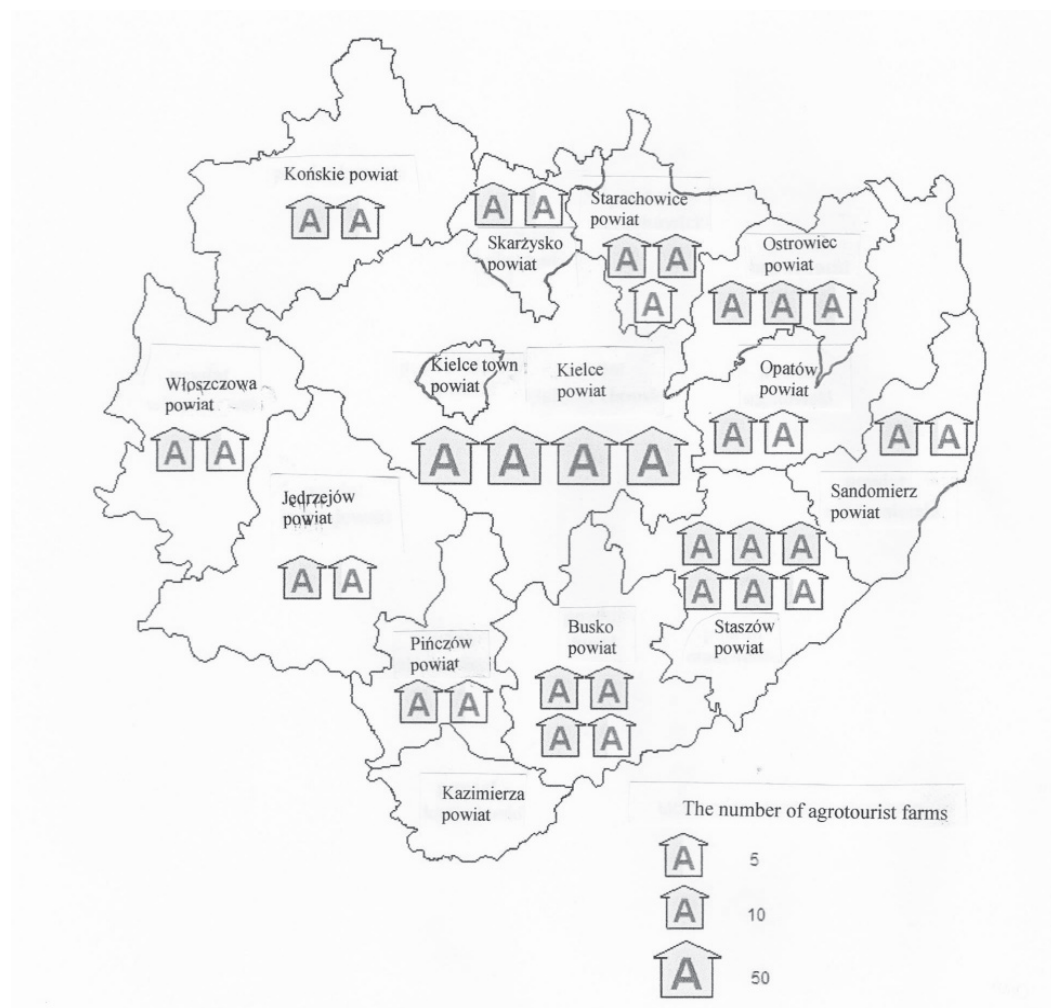 Końskie powiat
A A
A A
Skarżysko
powiat
Starachowice
powiat
A A
A
Ostrowiec
powiat
A A A
Włoszczowa
powiat
A A
Kielce town
powiat
Kielce
powiat
A A A A
Opatów
powiat
A A
A A
Sandomierz
powiat
Jędrzejów
powiat
A A
A A A
A A A
Staszów
powiat
Pińczów
powiat
A A
Busko
powiat
A A
A A
Kazimierza
powiat
The number of agrotourist farms
A 5
A 10
A 50